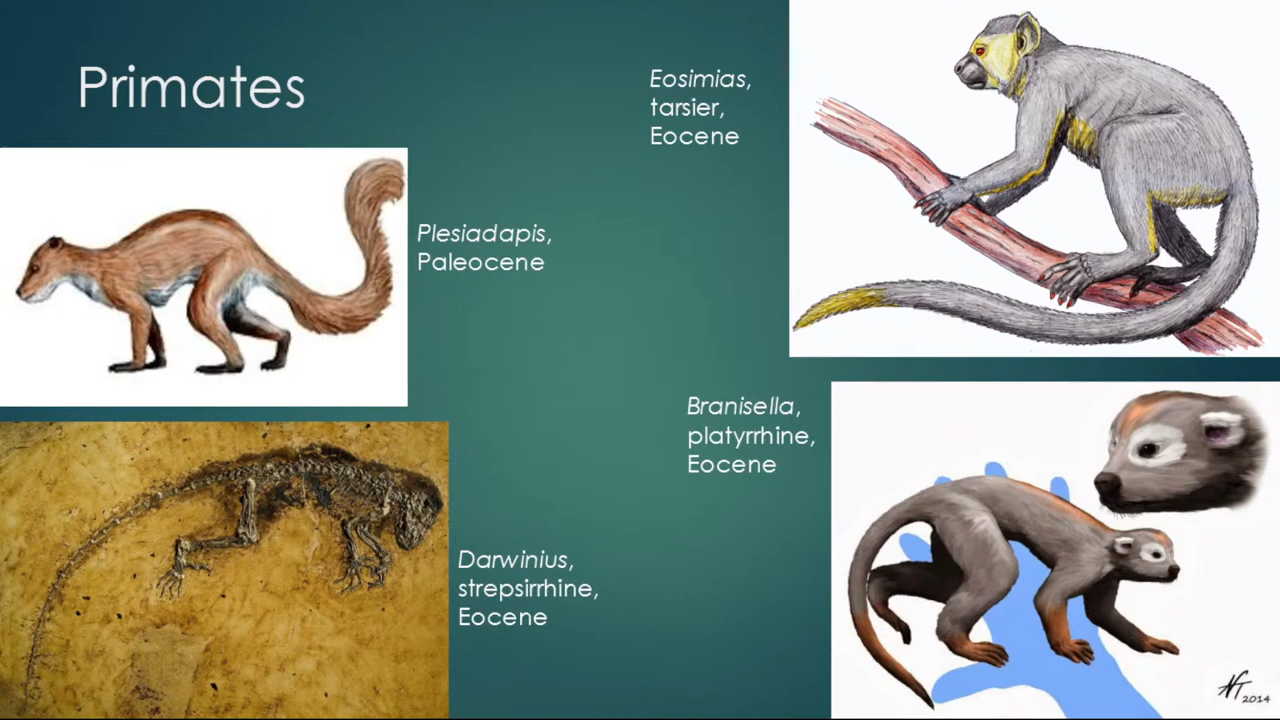 Primates
Eosimias,
tarsier,
Eocene
Plesiadapis,
Paleocene
Branisella,
platyrrhine,
Eocene
Darwinius,
strepsirrhine,
Eocene
2014